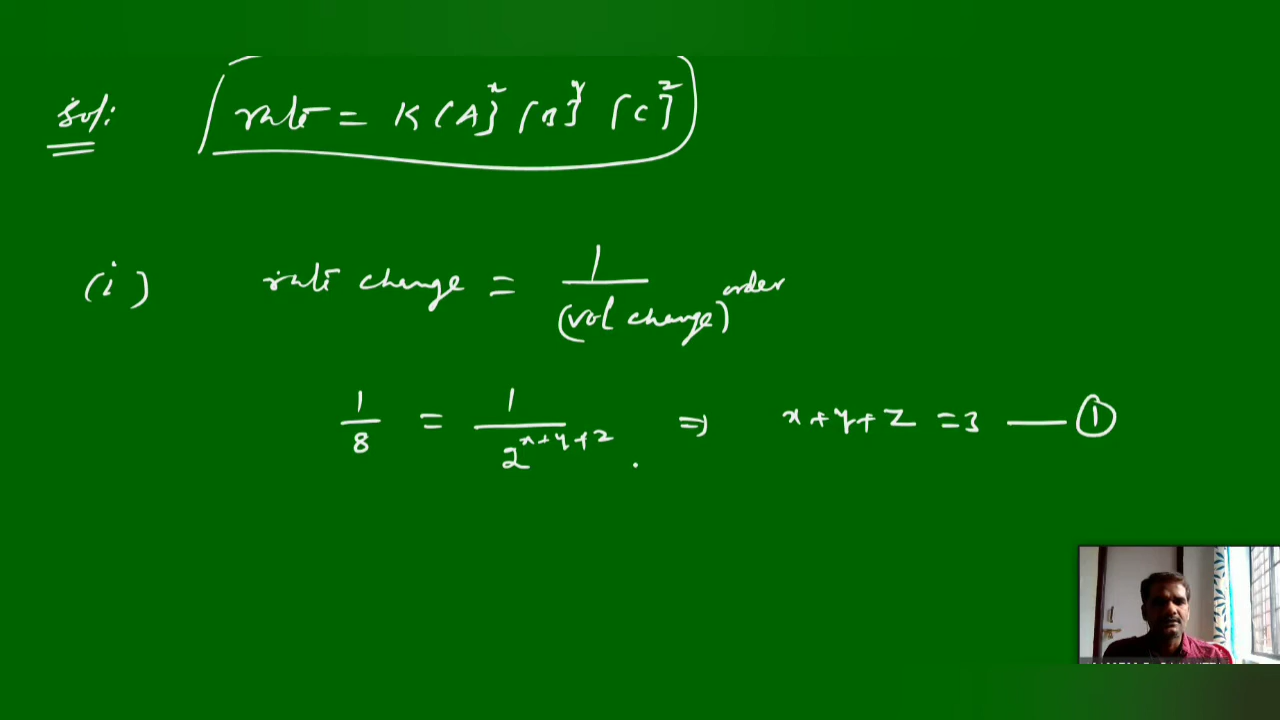 Sol: rate = K[A]^x [B]^y [C]^z
(i) rate change = 1/(vol change)^order
1/8 = 1/2^x+y+z . ⇒ x+y+z = 3 — ①